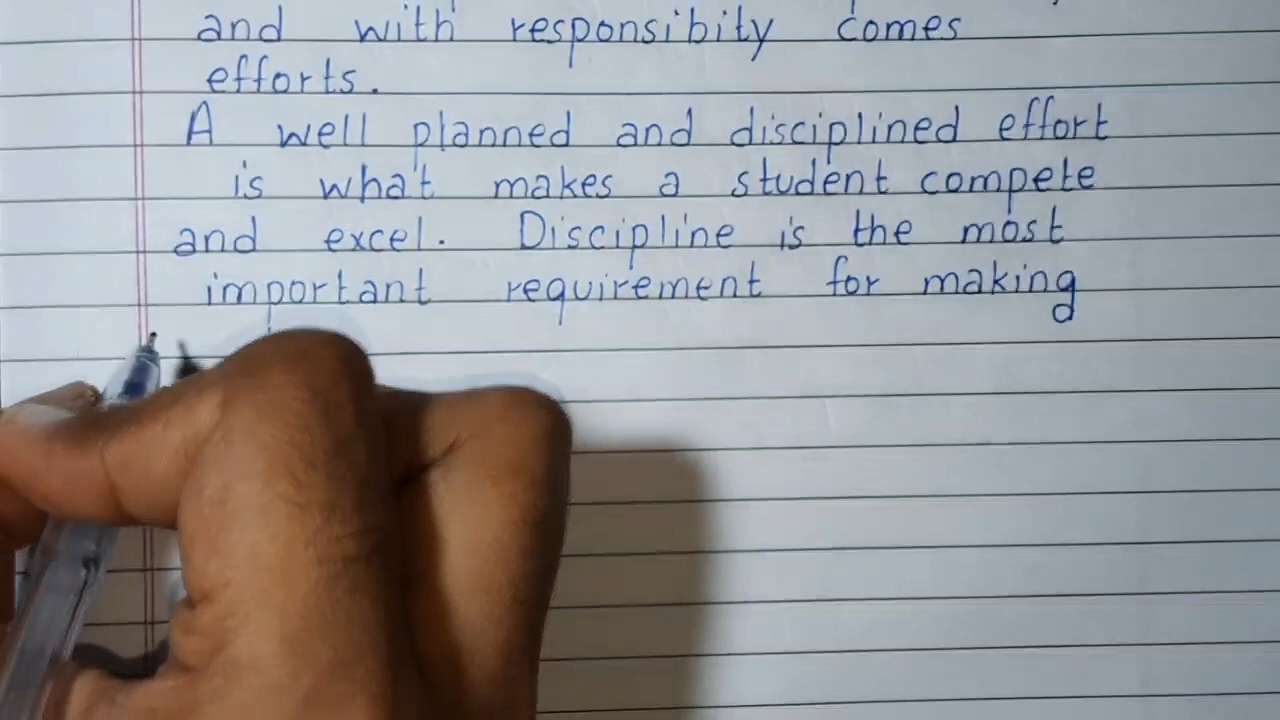 and with responsibity comes
efforts.
A well planned and disciplined effort
is what makes a student compete
and excel. Discipline is the most
important requirement for making